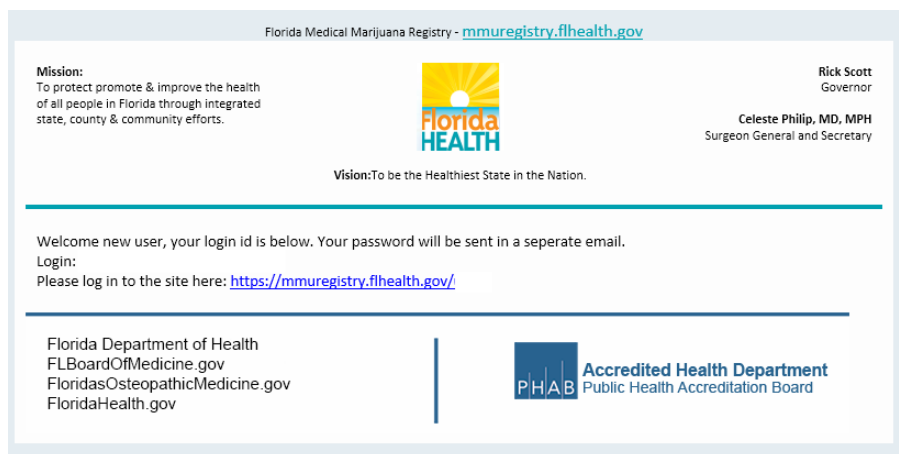 Florida Medical Marijuana Registry - mmuregistry.flhealth.gov
Mission:
To protect promote & improve the health
of all people in Florida through integrated
state, county & community efforts.
Florida
HEALTH
Rick Scott
Governor
Celeste Philip, MD, MPH
Surgeon General and Secretary
Vision:To be the Healthiest State in the Nation.
Welcome new user, your login id is below. Your password will be sent in a seperate email.
Login:
Please log in to the site here: https://mmuregistry.flhealth.gov/
Florida Department of Health
FLBoardOfMedicine.gov
FloridasOsteopathicMedicine.gov
FloridaHealth.gov
PHAB
Accredited Health Department
Public Health Accreditation Board